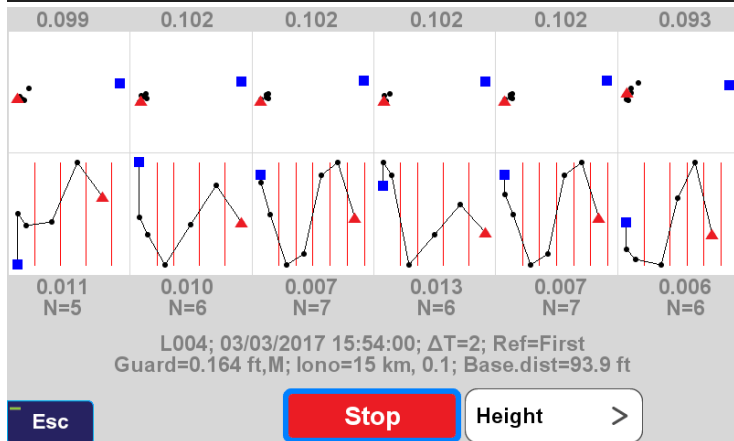 0.099 0.102 0.102 0.102 0.102 0.093
0.011 0.010 0.007 0.013 0.007 0.006
N=5 N=6 N=7 N=6 N=7 N=6
L004; 03/03/2017 15:54:00; ΔT=2; Ref=First
Guard=0.164 ft,M; Iono=15 km, 0.1; Base.dist=93.9 ft
Esc Stop Height >